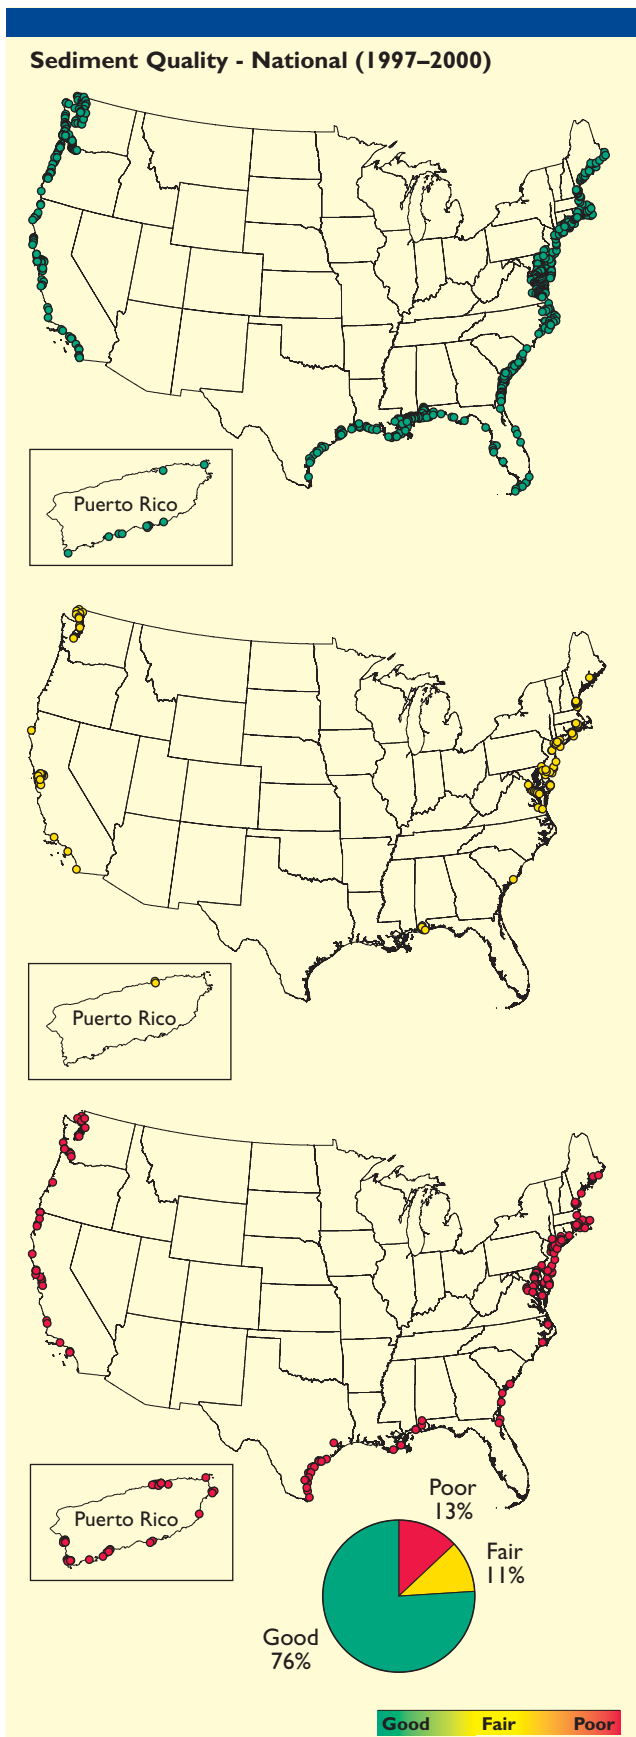 Sediment Quality - National (1997–2000)
Puerto Rico
Puerto Rico
Puerto Rico
Poor
13%
Fair
11%
Good
76%
Good Fair Poor